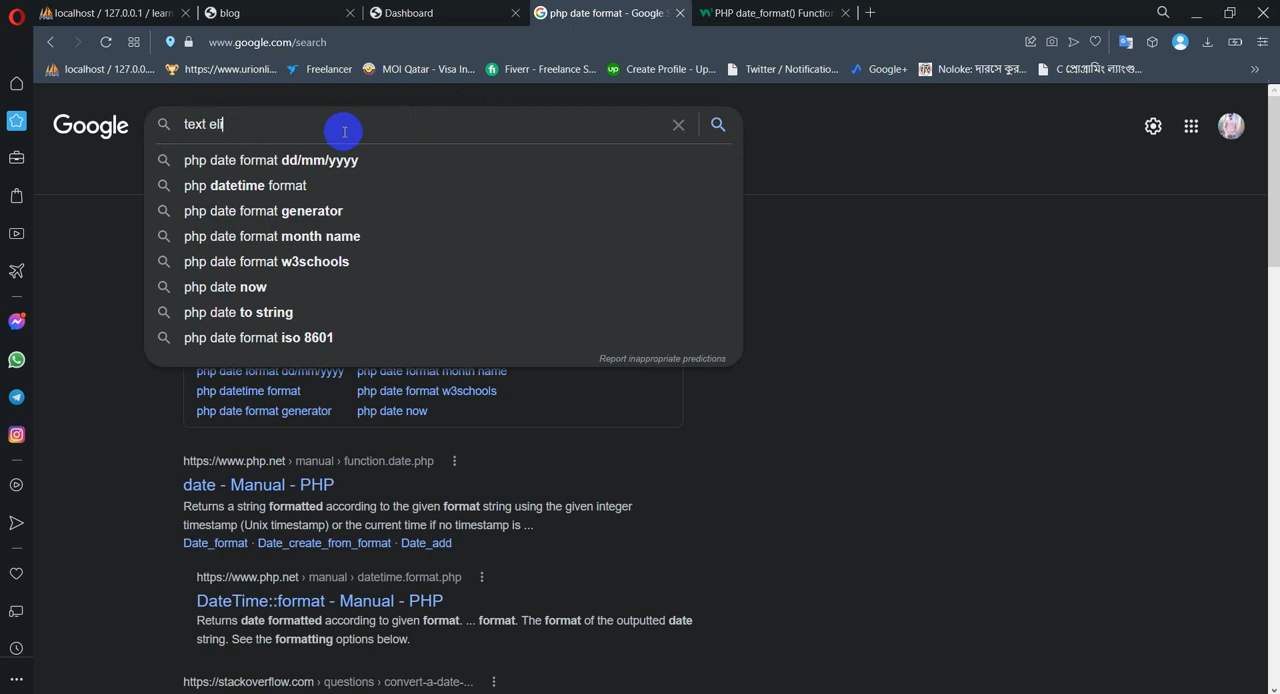 localhost / 127.0.0.1 / learn
blog
Dashboard
php date format - Google
PHP date_format() Function
www.google.com/search
localhost / 127.0.0....
https://www.urionli...
Freelancer
MOI Qatar - Visa In...
Fiverr - Freelance S...
Create Profile - Up...
Twitter / Notificatio...
Google+
Noloke: দারসে কুর...
C প্রোগ্রামিং ল্যাংগু...
Google
text eli
php date format dd/mm/yyyy
php datetime format
php date format generator
php date format month name
php date format w3schools
php date now
php date to string
php date format iso 8601
Report inappropriate predictions
php date format dd/mm/yyyy php date format month name
php datetime format php date format w3schools
php date format generator php date now
https://www.php.net › manual › function.date.php
date - Manual - PHP
Returns a string formatted according to the given format string using the given integer
timestamp (Unix timestamp) or the current time if no timestamp is ...
Date_format · Date_create_from_format · Date_add
https://www.php.net › manual › datetime.format.php
DateTime::format - Manual - PHP
Returns date formatted according to given format. ... format. The format of the outputted date
string. See the formatting options below.
https://stackoverflow.com › questions › convert-a-date-...